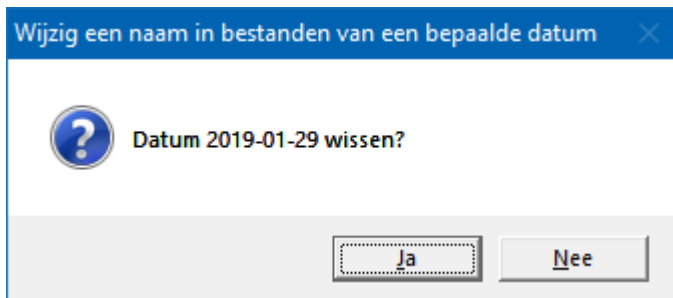 Wijzig een naam in bestanden van een bepaalde datum
Datum 2019-01-29 wissen?
Ja
Nee